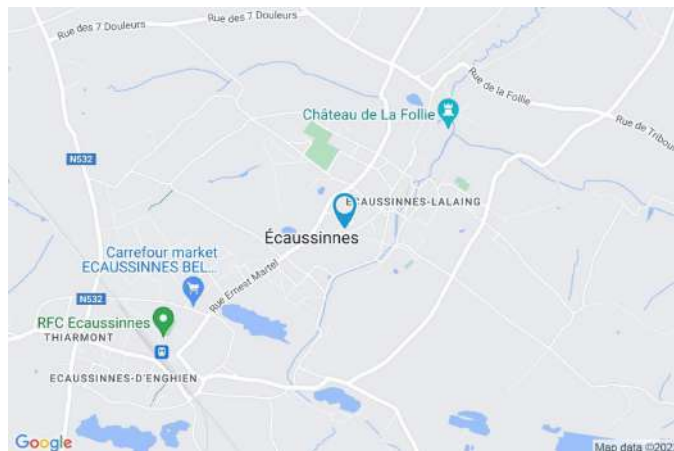 Rue des 7 Douleurs
Rue des 7 Douleurs
Rue de la Follie
Château de La Follie
Rue de Tribou
N532
ECAUSSINNES-LALAING
Écaussinnes
Carrefour market
ECAUSSINNES BEL...
Rue Ernest Martel
N532
RFC Ecaussinnes
THIARMONT
ECAUSSINNES-D'ENGHIEN
Google
Map data ©202